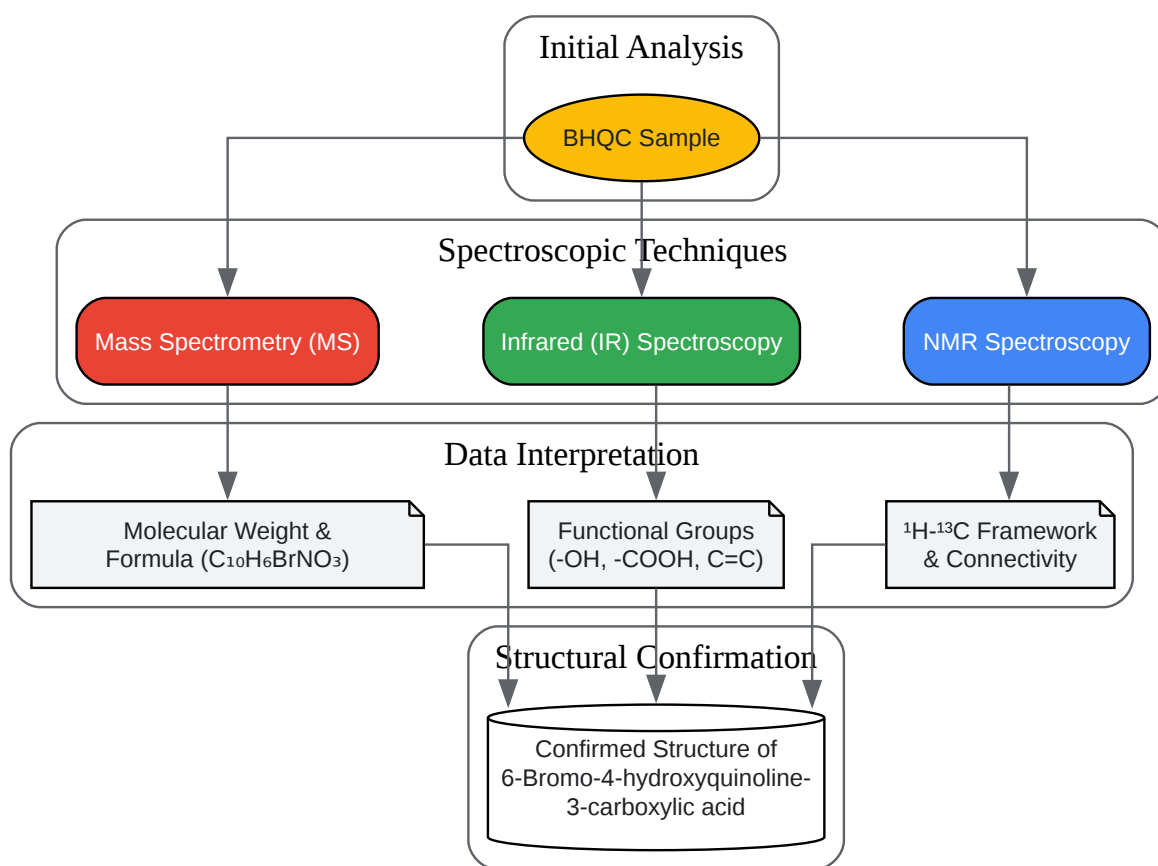 Initial Analysis
BHQC Sample
Spectroscopic Techniques
Mass Spectrometry (MS)
Infrared (IR) Spectroscopy
NMR Spectroscopy
Data Interpretation
Molecular Weight &
Formula (C₁₀H₆BrNO₃)
Functional Groups
(-OH, -COOH, C=C)
¹H-¹³C Framework
& Connectivity
Structural Confirmation
Confirmed Structure of
6-Bromo-4-hydroxyquinoline-
3-carboxylic acid